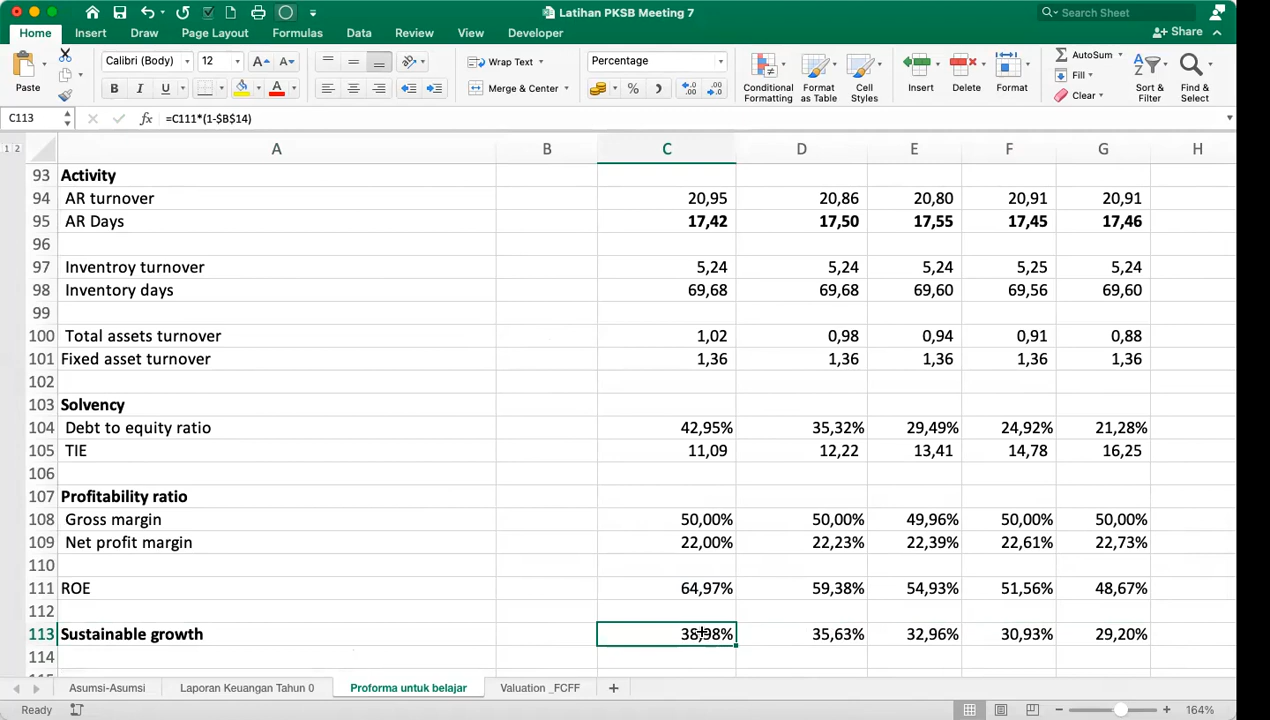 Latihan PKSB Meeting 7
Search Sheet
Home Insert Draw Page Layout Formulas Data Review View Developer
Share
Paste
Calibri (Body) 12
B I U
Wrap Text
Merge & Center
Percentage
Conditional Formatting
Format as Table
Cell Styles
Insert Delete Format
AutoSum
Fill
Clear
Sort & Filter
Find & Select
C113 fx =C111*(1-$B$14)
1 2 A B C D E F G H
93 Activity
94 AR turnover 20,95 20,86 20,80 20,91 20,91
95 AR Days 17,42 17,50 17,55 17,45 17,46
96
97 Inventroy turnover 5,24 5,24 5,24 5,25 5,24
98 Inventory days 69,68 69,68 69,60 69,56 69,60
99
100 Total assets turnover 1,02 0,98 0,94 0,91 0,88
101 Fixed asset turnover 1,36 1,36 1,36 1,36 1,36
102
103 Solvency
104 Debt to equity ratio 42,95% 35,32% 29,49% 24,92% 21,28%
105 TIE 11,09 12,22 13,41 14,78 16,25
106
107 Profitability ratio
108 Gross margin 50,00% 50,00% 49,96% 50,00% 50,00%
109 Net profit margin 22,00% 22,23% 22,39% 22,61% 22,73%
110
111 ROE 64,97% 59,38% 54,93% 51,56% 48,67%
112
113 Sustainable growth 38,98% 35,63% 32,96% 30,93% 29,20%
114
Asumsi-Asumsi Laporan Keuangan Tahun 0 Proforma untuk belajar Valuation _FCFF
Ready 164%